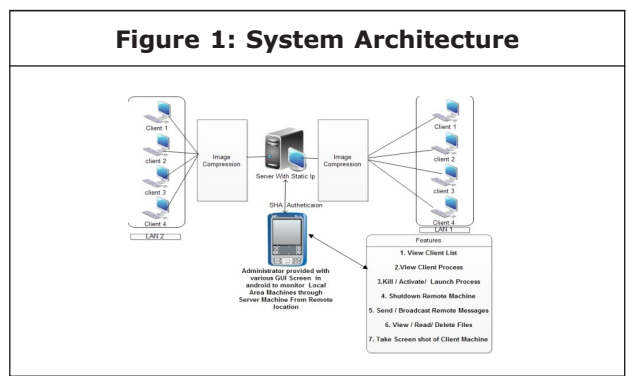 Figure 1: System Architecture
Client 1
client 2
client 3
Client 4
LAN 2
Image
Compression
Server With Static Ip
Image
Compression
Client 1
client 2
client 3
Client 4
LAN 1
SHA Autheticaion
Administrator provided with
various GUI Screen in
android to monitor Local
Area Machines through
Server Machine From Remote
location
Features
1. View Client List
2.View Client Process
3.Kill / Activate/ Launch Process
4. Shutdown Remote Machine
5. Send / Broadcast Remote Messages
6. View / Read/ Delete Files
7. Take Screen shot of Client Machine